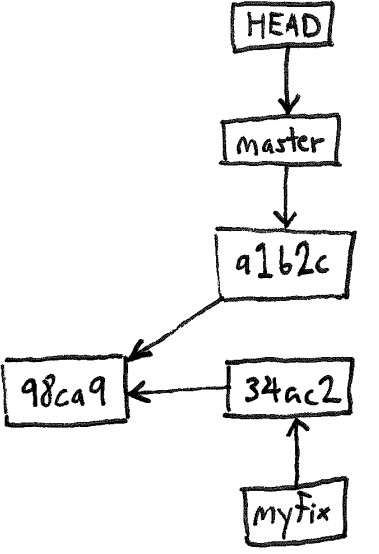 HEAD
master
a1b2c
98ca9
34ac2
myfix